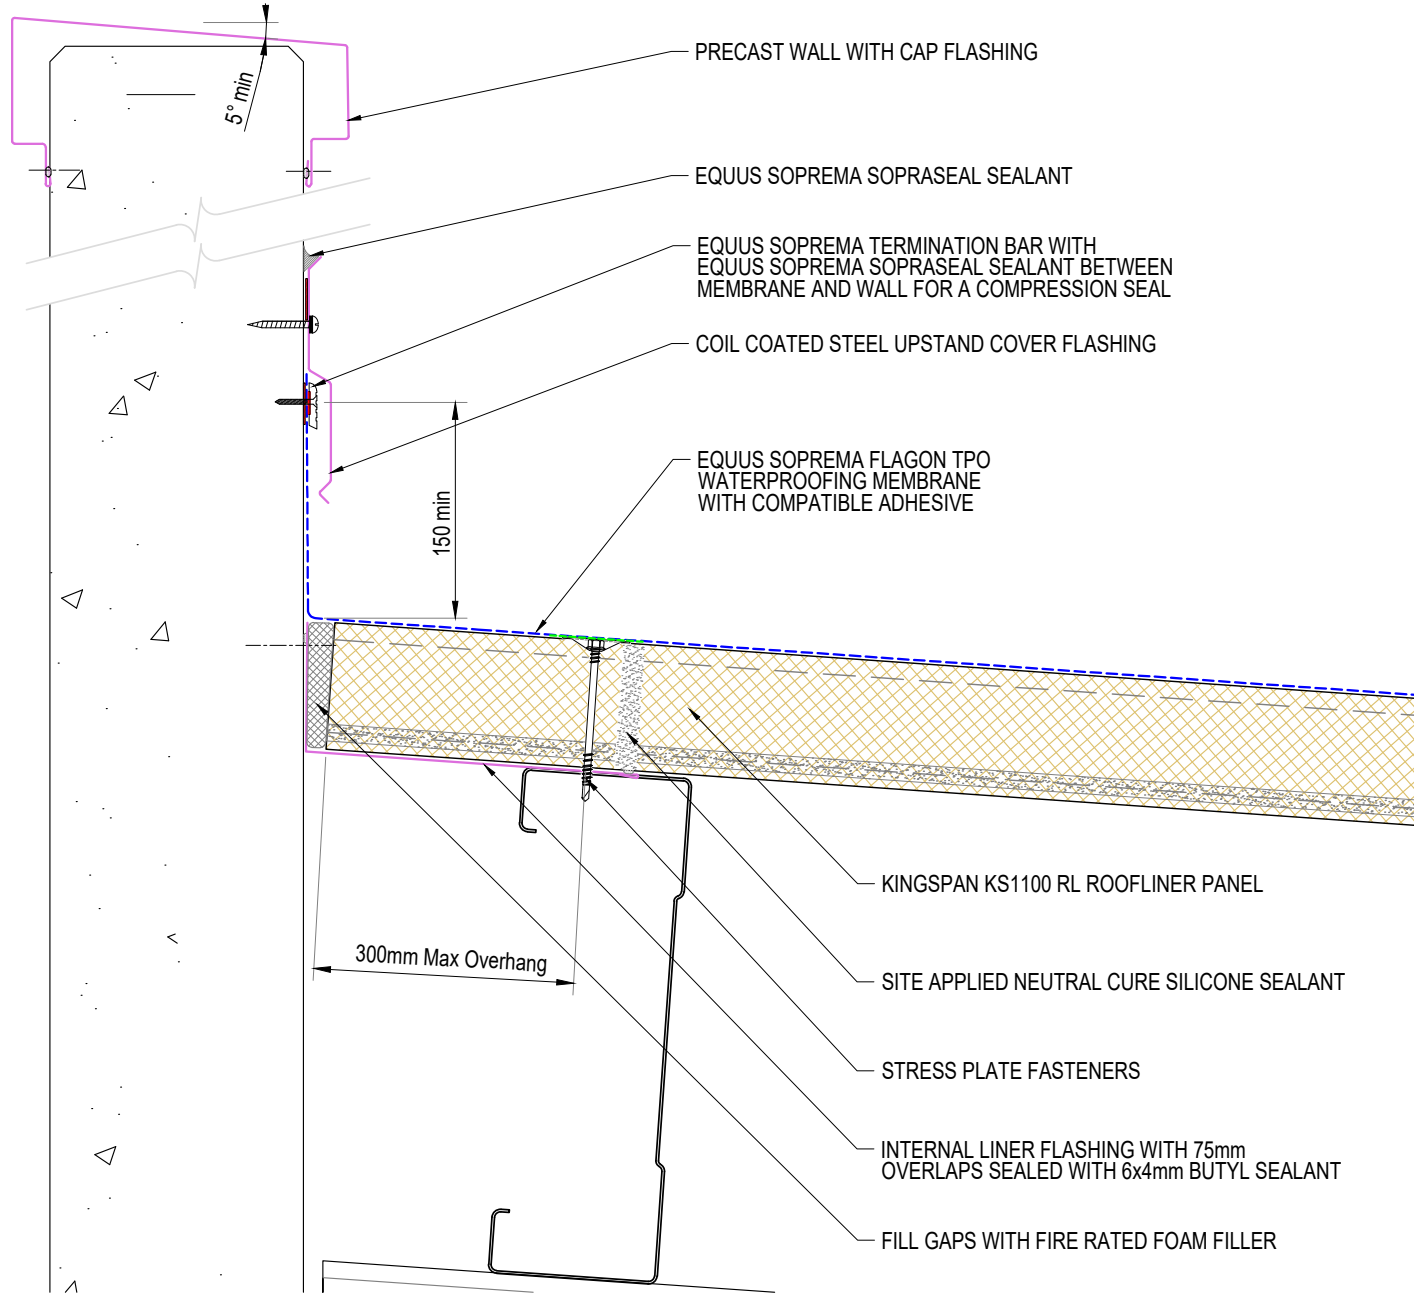 5° min
PRECAST WALL WITH CAP FLASHING
EQUUS SOPREMA SOPRASEAL SEALANT
EQUUS SOPREMA TERMINATION BAR WITH
EQUUS SOPREMA SOPRASEAL SEALANT BETWEEN
MEMBRANE AND WALL FOR A COMPRESSION SEAL
COIL COATED STEEL UPSTAND COVER FLASHING
EQUUS SOPREMA FLAGON TPO
WATERPROOFING MEMBRANE
WITH COMPATIBLE ADHESIVE
150 min
KINGSPAN KS1100 RL ROOFLINER PANEL
300mm Max Overhang
SITE APPLIED NEUTRAL CURE SILICONE SEALANT
STRESS PLATE FASTENERS
INTERNAL LINER FLASHING WITH 75mm
OVERLAPS SEALED WITH 6x4mm BUTYL SEALANT
FILL GAPS WITH FIRE RATED FOAM FILLER